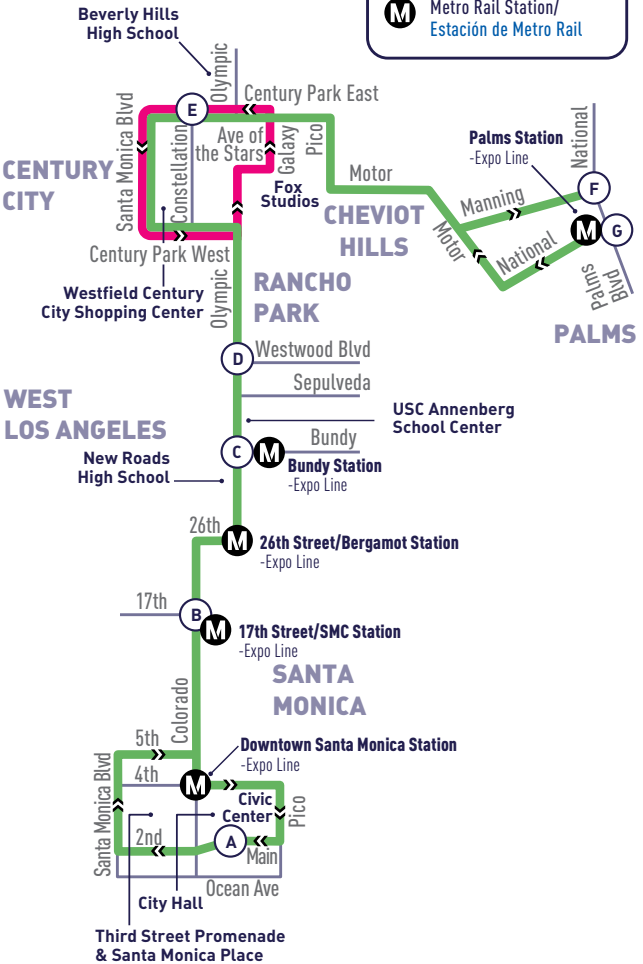 M
Metro Rail Station/
Estación de Metro Rail
Beverly Hills
High School
Olympic
E
Century Park East
Santa Monica Blvd
Constellation
Ave of
the Stars
Galaxy
Pico
Fox
Studios
CENTURY
CITY
Motor
Palms Station
-Expo Line
National
Manning
F
M
G
CHEVIOT
HILLS
Motor
National
Palms
Blvd
PALMS
Century Park West
Westfield Century
City Shopping Center
Olympic
RANCHO
PARK
D
Westwood Blvd
Sepulveda
WEST
LOS ANGELES
USC Annenberg
School Center
New Roads
High School
C
M
Bundy
Bundy Station
-Expo Line
26th
M
26th Street/Bergamot Station
-Expo Line
17th
B
M
17th Street/SMC Station
-Expo Line
SANTA
MONICA
Colorado
5th
Downtown Santa Monica Station
-Expo Line
4th
M
Santa Monica Blvd
Civic
Center
Pico
2nd
A
Main
Ocean Ave
City Hall
Third Street Promenade
& Santa Monica Place